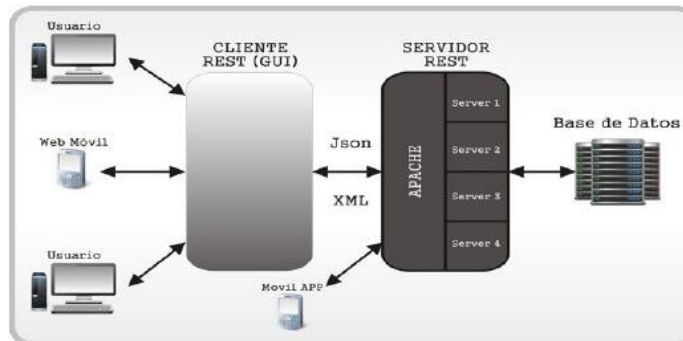 Usuario
CLIENTE
REST (GUI)
SERVIDOR
REST
Web Móvil
Json
XML
APACHE
Server 1
Server 2
Server 3
Server 4
Base de Datos
Usuario
Movil APP